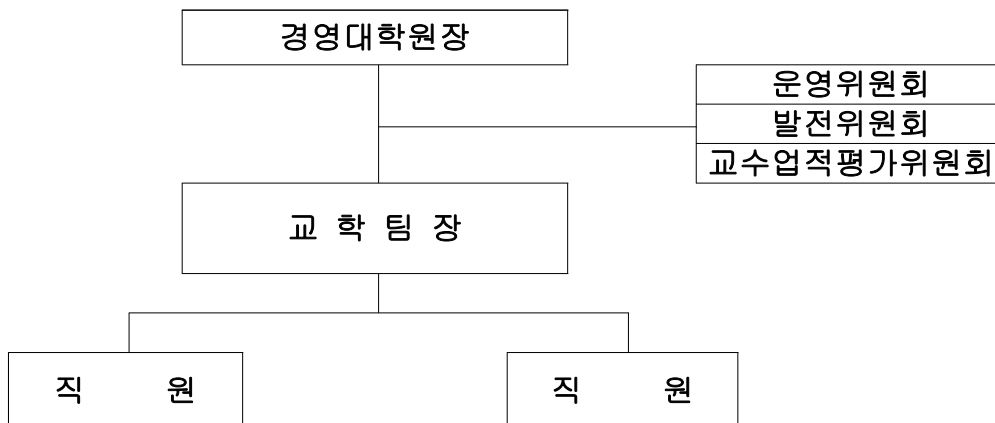 경영대학원장
운영위원회
발전위원회
교수업적평가위원회
교 학 팀 장
직 원
직 원